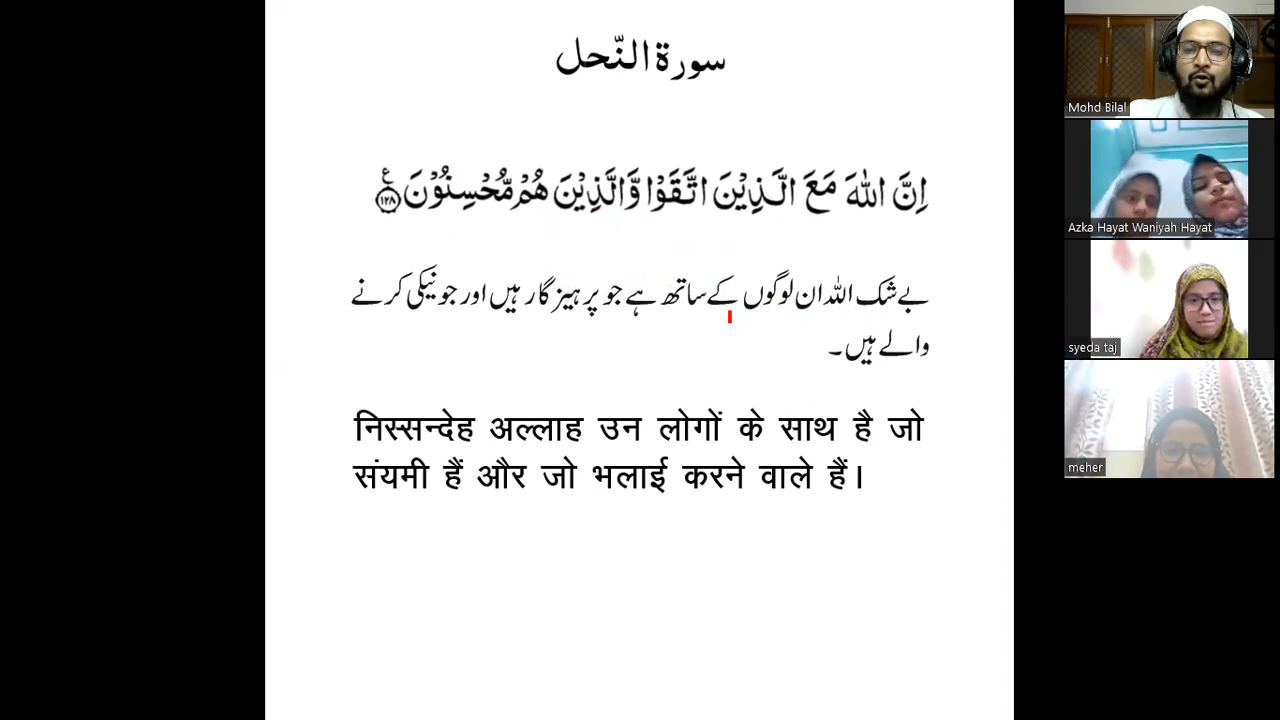 سورة النّحل
اِنَّ اللّٰهَ مَعَ الَّذِيْنَ اتَّقَوْا وَّالَّذِيْنَ هُمْ مُّحْسِنُوْنَ ۧ﴿۱۲۸﴾
بے شک اللہ ان لوگوں کے ساتھ ہے جو پرہیز گار ہیں اور جو نیکی کرنے
والے ہیں۔
निस्सन्देह अल्लाह उन लोगों के साथ है जो
संयमी हैं और जो भलाई करने वाले हैं।
Mohd Bilal
Azka Hayat Waniyah Hayat
syeda taj
meher